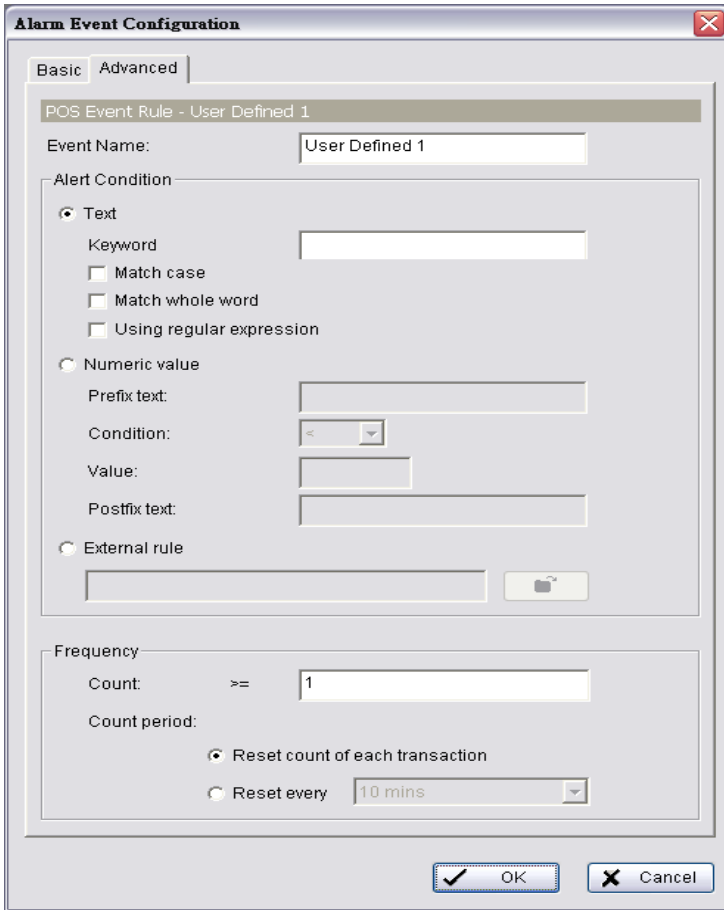 Alarm Event Configuration
Basic Advanced
POS Event Rule - User Defined 1
Event Name: User Defined 1
Alert Condition
Text
Keyword
Match case
Match whole word
Using regular expression
Numeric value
Prefix text:
Condition: <
Value:
Postfix text:
External rule
Frequency
Count: >= 1
Count period:
Reset count of each transaction
Reset every 10 mins
OK Cancel